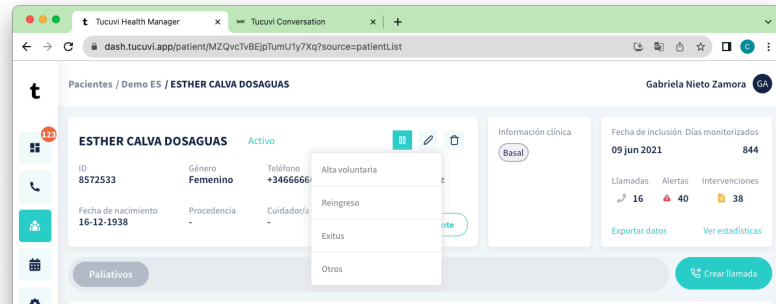 t Tucuvi Health Manager
Tucuvi Conversation
dash.tucuvi.app/patient/MZQvcTvBEjpTumU1y7Xq?source=patientList
C
t
Pacientes / Demo ES / ESTHER CALVA DOSAGUAS
Gabriela Nieto Zamora GA
123
ESTHER CALVA DOSAGUAS Activo
ID
8572533
Género
Femenino
Teléfono
+3466666
Fecha de nacimiento
16-12-1938
Procedencia
-
Cuidador/a
-
Alta voluntaria
Reingreso
Exitus
Otros
z
nte
Información clínica
Basal
Fecha de inclusión Días monitorizados
09 jun 2021 844
Llamadas Alertas Intervenciones
16 40 38
Exportar datos Ver estadísticas
Paliativos
Crear llamada